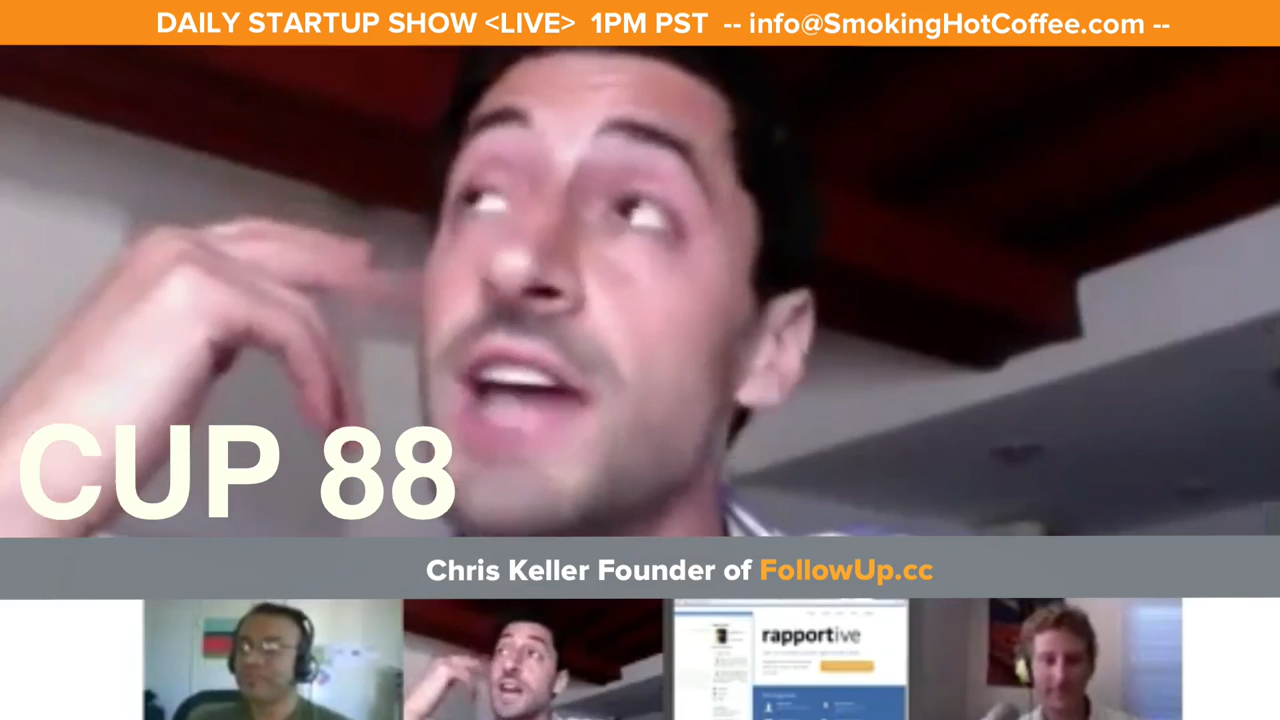 DAILY STARTUP SHOW <LIVE> 1PM PST -- info@SmokingHotCoffee.com --
CUP 88
Chris Keller Founder of FollowUp.cc
rapportive